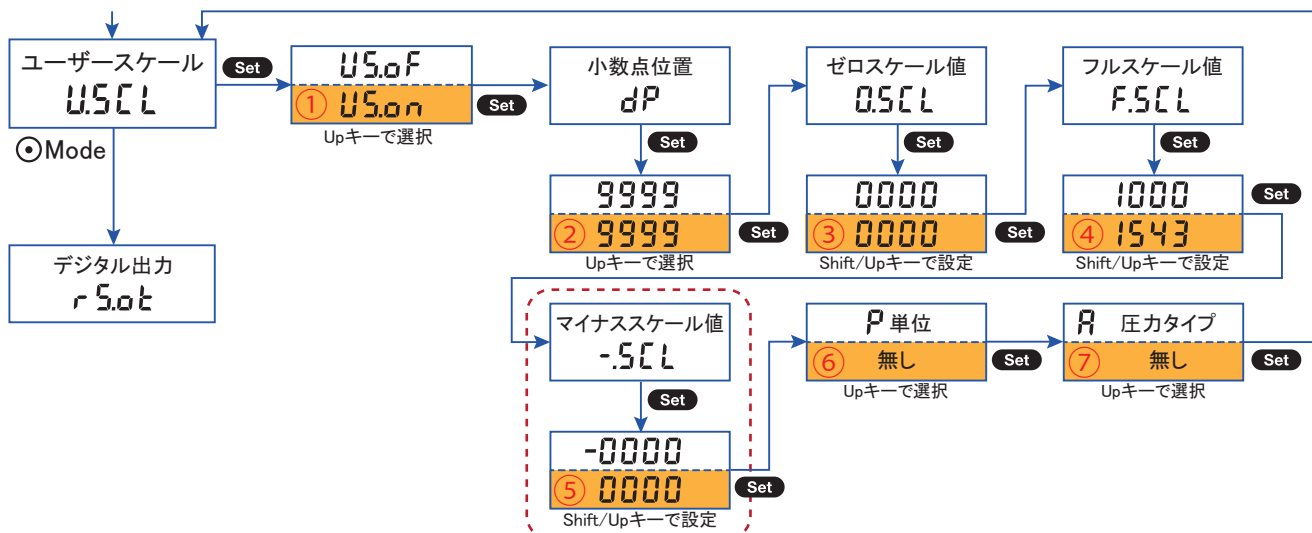 ユーザースケール
U.SCL
Set
⊙Mode
US.oF
① US.on
Set
Upキーで選択
小数点位置
dP
Set
9999
② 9999
Set
Upキーで選択
ゼロスケール値
0.SCL
Set
0000
③ 0000
Set
Shift/Upキーで設定
フルスケール値
F.SCL
Set
1000
④ 1543
Set
Shift/Upキーで設定
デジタル出力
rS.ot
マイナススケール値
-.SCL
Set
-0000
⑤ 0000
Set
Shift/Upキーで設定
P 単位
⑥ 無し
Set
Upキーで選択
A 圧力タイプ
⑦ 無し
Set
Upキーで選択